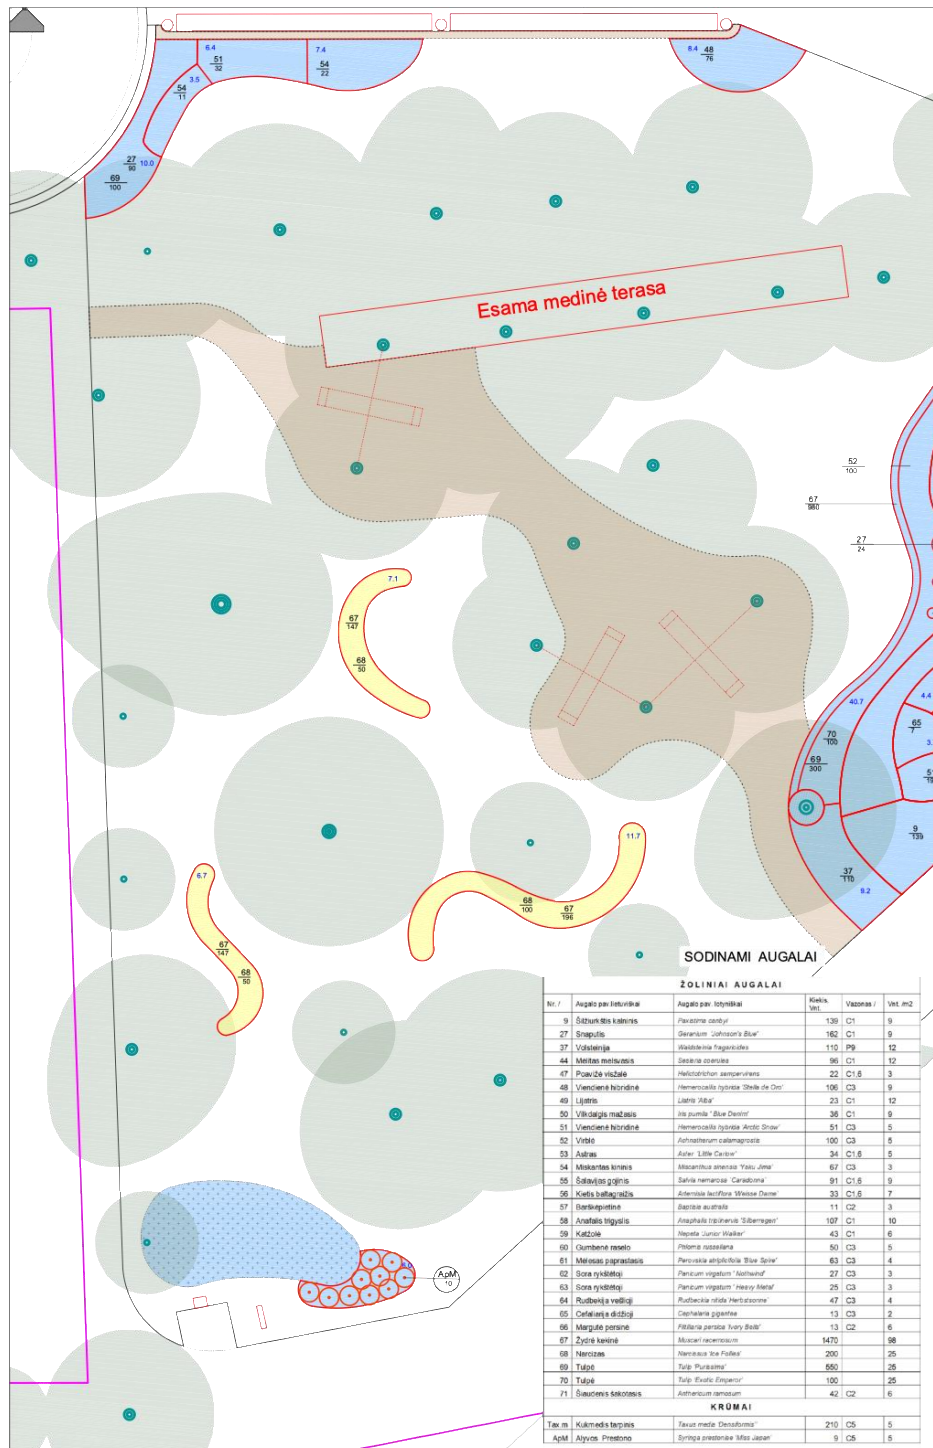 6.4
51
32
7.4
54
22
8.4
48
76
3.5
54
11
27
90
10.0
69
100
Esama medinė terasa
52
100
67
980
27
24
7.1
67
147
68
50
40.7
4.4
65
7
70
100
69
300
9
139
37
110
9.2
11.7
6.7
68
100
67
196
67
147
68
50
ApM
10
SODINAMI AUGALAI
ŽOLINIAI AUGALAI
Nr. / Augalo pav.lietuviškai Augalo pav. lotyniškai Kiekis. Vnt. Vazonas / Vnt. /m2
9 Šilžiurkštis kalninis Paxistima canbyi 139 C1 9
27 Snaputis Geranium 'Johnson's Blue' 162 C1 9
37 Valsteinija Waldsteinia fragarioides 110 P9 12
44 Melitas melsvasis Sesleria coerulea 96 C1 12
47 Poavižė visžalė Helictotrichon sempervirens 22 C1,6 3
48 Viendienė hibridinė Hemerocallis hybrida 'Stella de Oro' 106 C3 9
49 Lijatris Liatris 'Alba' 23 C1 12
50 Vilkdalgis mažasis Iris pumila 'Blue Denim' 36 C1 9
51 Viendienė hibridinė Hemerocallis hybrida 'Arctic Snow' 51 C3 5
52 Virblė Achnatherum calamagrostis 100 C3 5
53 Astras Aster 'Little Carlow' 34 C1,6 5
54 Miskantas kininis Miscanthus sinensis 'Yaku Jima' 67 C3 3
55 Šalavijas gojinis Salvia nemorosa 'Caradonna' 91 C1,6 9
56 Kietis baltagraižis Artemisia lactiflora 'Weisse Dame' 33 C1,6 7
57 Barškėpietinė Baptisia australis 11 C2 3
58 Anafalis trigyslis Anaphalis triplinervis 'Silberregen' 107 C1 10
59 Katžolė Nepeta 'Junior Walker' 43 C1 6
60 Gumbenė raselo Phlomis russeliana 50 C3 5
61 Melesas paprastasis Perovskia atriplicifolia 'Blue Spire' 63 C3 4
62 Sora rykštėtoji Panicum virgatum 'Nothwind' 27 C3 3
63 Sora rykštėtoji Panicum virgatum 'Heavy Metal' 25 C3 3
64 Rudbekija vešlioji Rudbeckia nitida 'Herbstsonne' 47 C3 4
65 Cefaliarija didžioji Cephalaria gigantea 13 C3 2
66 Margutė persinė Fitillaria persica 'Ivory Bells' 13 C2 6
67 Žydrė kekinė Muscari racemosum 1470 98
68 Narcizas Narcissus 'Ice Follies' 200 25
69 Tulpė Tulip 'Purissima' 550 25
70 Tulpė Tulip 'Exotic Emperor' 100 25
71 Šiaudenis šakotasis Anthericum ramosum 42 C2 6
KRŪMAI
Tax.m Kukmedis tarpinis Taxus media 'Densiformis' 210 C5 5
ApM Alyvos Prestono Syringa prestoniae 'Miss Japan' 9 C5 5